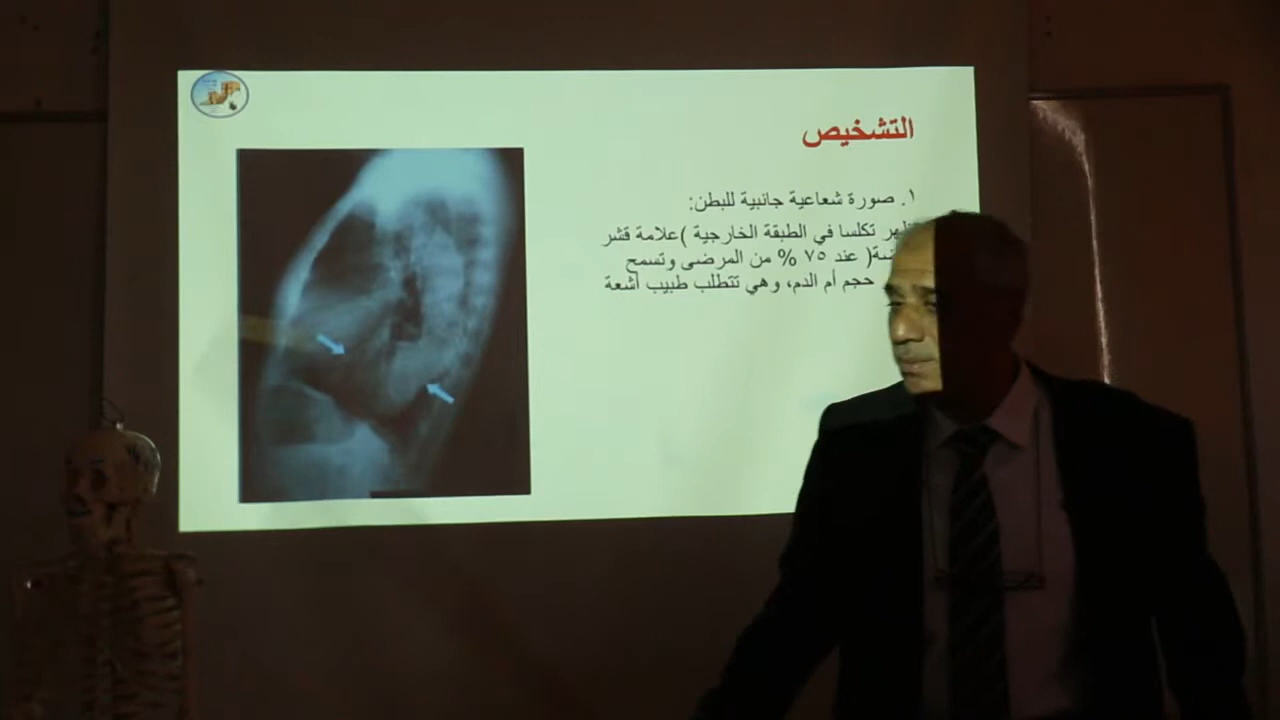 التشخيص
١. صورة شعاعية جانبية للبطن:
تكلسا في الطبقة الخارجية )علامة قشر
عند ٧٥ % من المرضى وتسمح
حجم أم الدم، وهي تتطلب طبيب أشعة